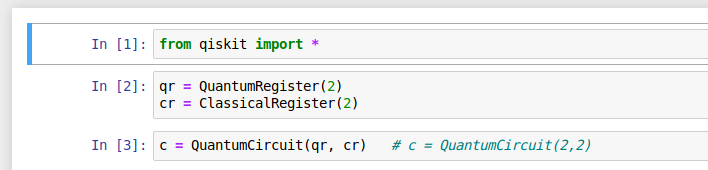 In [1]: from qiskit import *
In [2]: qr = QuantumRegister(2)
cr = ClassicalRegister(2)
In [3]: c = QuantumCircuit(qr, cr)   # c = QuantumCircuit(2,2)